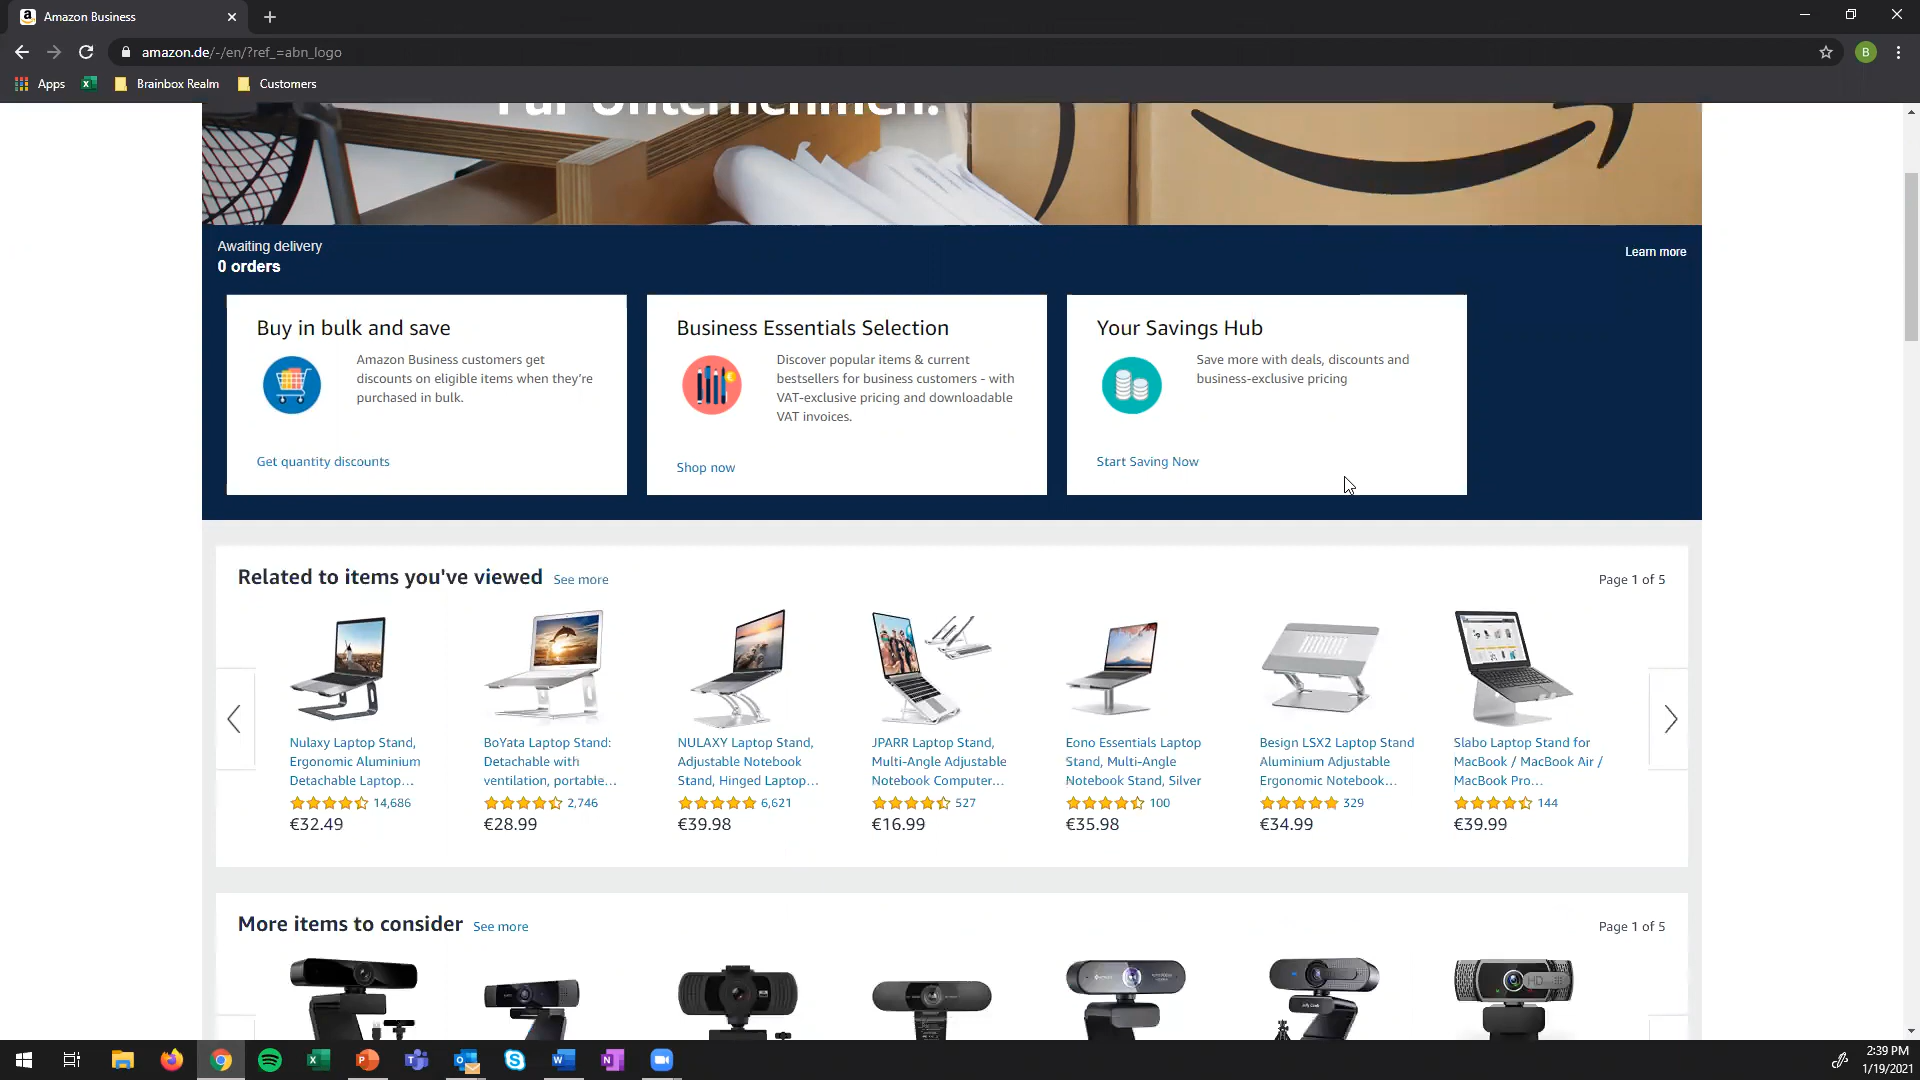 Amazon Business
amazon.de/-/en/?ref_=abn_logo
B
Apps
Brainbox Realm
Customers
Für Unternehmen.
Awaiting delivery
0 orders
Learn more
Buy in bulk and save
Amazon Business customers get
discounts on eligible items when they're
purchased in bulk.
Get quantity discounts
Business Essentials Selection
Discover popular items & current
bestsellers for business customers - with
VAT-exclusive pricing and downloadable
VAT invoices.
Shop now
Your Savings Hub
Save more with deals, discounts and
business-exclusive pricing
Start Saving Now
Related to items you've viewed See more
Page 1 of 5
Nulaxy Laptop Stand,
Ergonomic Aluminium
Detachable Laptop...
14,686
€32.49
BoYata Laptop Stand:
Detachable with
ventilation, portable...
2,746
€28.99
NULAXY Laptop Stand,
Adjustable Notebook
Stand, Hinged Laptop...
6,621
€39.98
JPARR Laptop Stand,
Multi-Angle Adjustable
Notebook Computer...
527
€16.99
Eono Essentials Laptop
Stand, Multi-Angle
Notebook Stand, Silver
100
€35.98
Besign LSX2 Laptop Stand
Aluminium Adjustable
Ergonomic Notebook...
329
€34.99
Slabo Laptop Stand for
MacBook / MacBook Air /
MacBook Pro...
144
€39.99
More items to consider See more
Page 1 of 5
HD
2:39 PM
1/19/2021